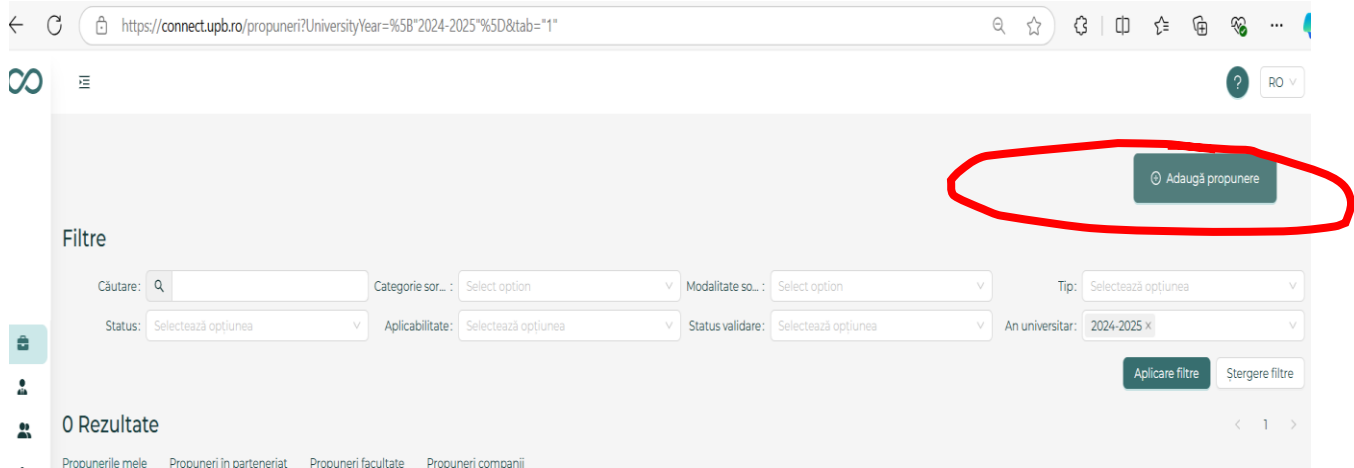 https://connect.upb.ro/propuneri?UniversityYear=%5B"2024-2025"%5D&tab="1"
? RO
Adaugă propunere
Filtre
Căutare: Categorie sor... : Select option Modalitate so... : Select option Tip: Selectează opțiunea
Status: Selectează opțiunea Aplicabilitate: Selectează opțiunea Status validare: Selectează opțiunea An universitar: 2024-2025 ×
Aplicare filtre Ștergere filtre
0 Rezultate < 1 >
Propunerile mele Propuneri în parteneriat Propuneri facultate Propuneri companii